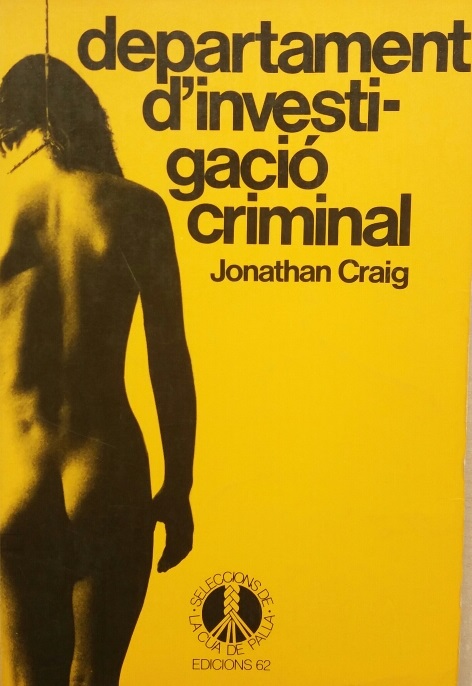 departament
d'investi-
gació
criminal
Jonathan Craig
· SELECCIONS DE ·
LA CUA DE PALLA
EDICIONS 62